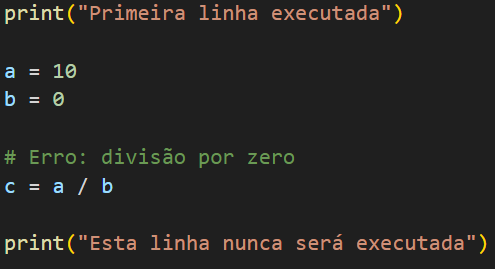 print("Primeira linha executada")
a = 10
b = 0
# Erro: divisão por zero
c = a / b
print("Esta linha nunca será executada")